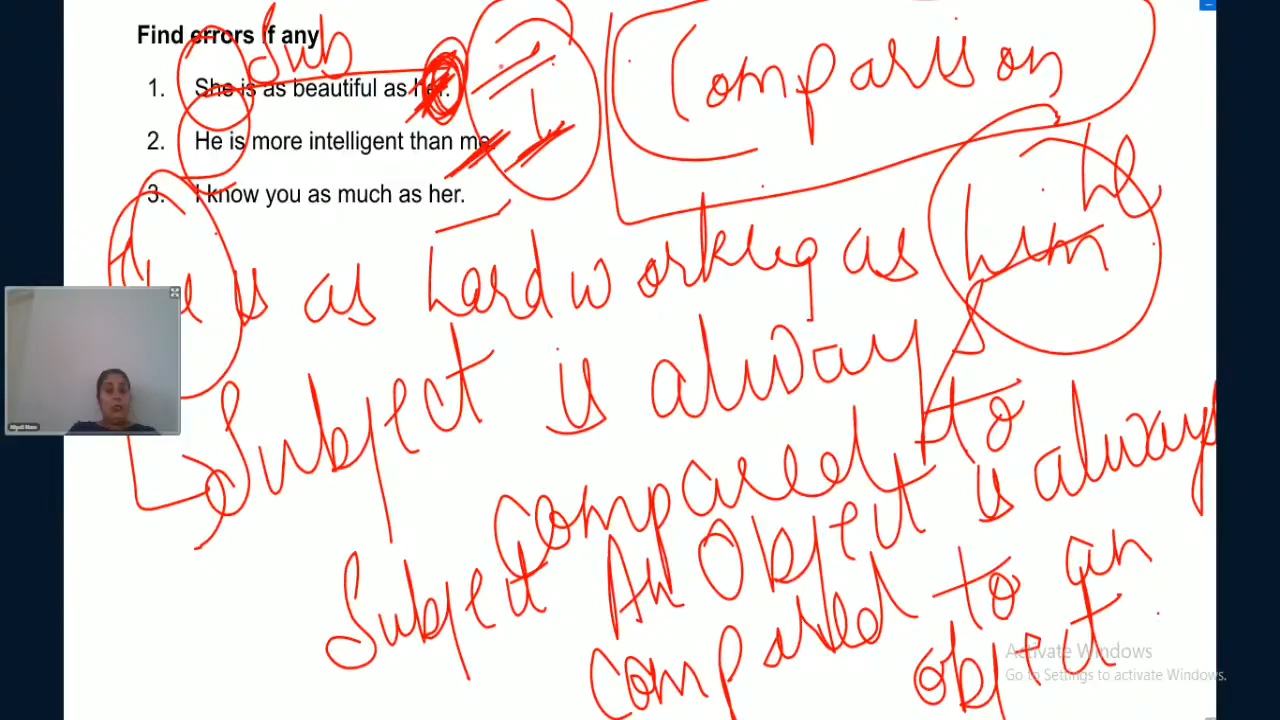 Find errors if any
Sub
1. She is as beautiful as her.
I
Comparison
2. He is more intelligent than me.
3. I know you as much as her.
he
He is as hardworking as him
Subject is always
compared to
Subject An Object is always
compared to an
object
Activate Windows
Go to Settings to activate Windows.